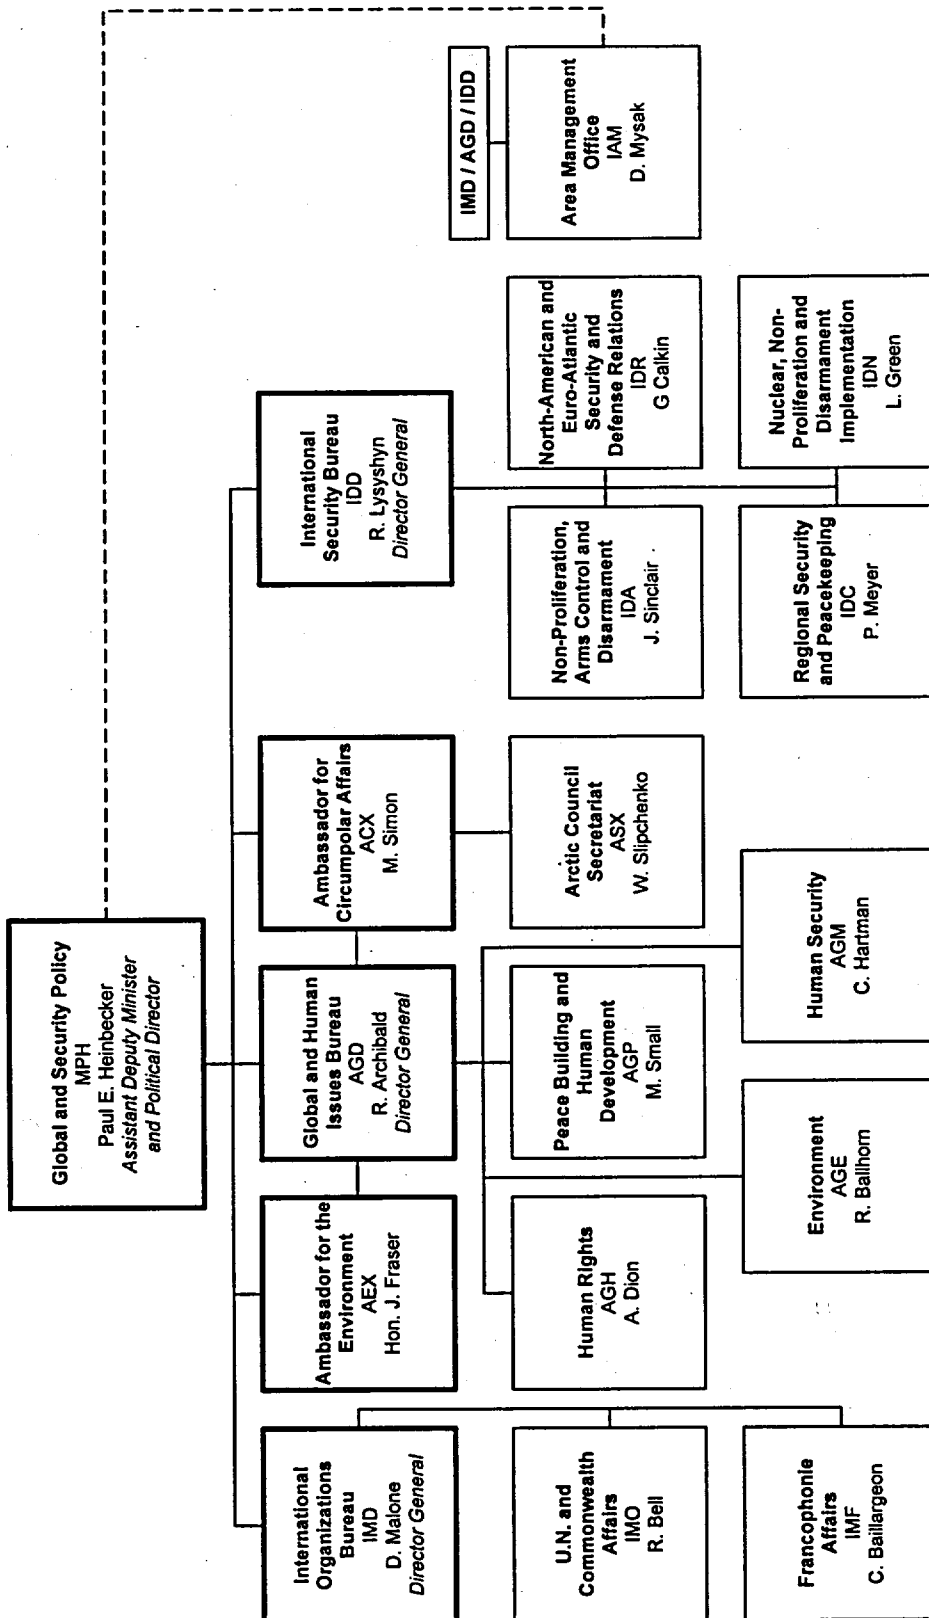 Global and Security Policy
MPH
Paul E. Heinbecker
Assistant Deputy Minister
and Political Director
International
Organizations
Bureau
IMD
D. Malone
Director General
Ambassador for the
Environment
AEX
Hon. J. Fraser
Global and Human
Issues Bureau
AGD
R. Archibald
Director General
Ambassador for
Circumpolar Affairs
ACX
M. Simon
International
Security Bureau
IDD
R. Lysyshyn
Director General
IMD / AGD / IDD
U.N. and
Commonwealth
Affairs
IMO
R. Bell
Human Rights
AGH
A. Dion
Peace Building and
Human
Development
AGP
M. Small
Arctic Council
Secretariat
ASX
W. Slipchenko
Non-Proliferation,
Arms Control and
Disarmament
IDA
J. Sinclair
North-American and
Euro-Atlantic
Security and
Defense Relations
IDR
G Calkin
Area Management
Office
IAM
D. Mysak
Francophonie
Affairs
IMF
C. Baillargeon
Environment
AGE
R. Ballhorn
Human Security
AGM
C. Hartman
Regional Security
and Peacekeeping
IDC
P. Meyer
Nuclear, Non-
Proliferation and
Disarmament
Implementation
IDN
L. Green